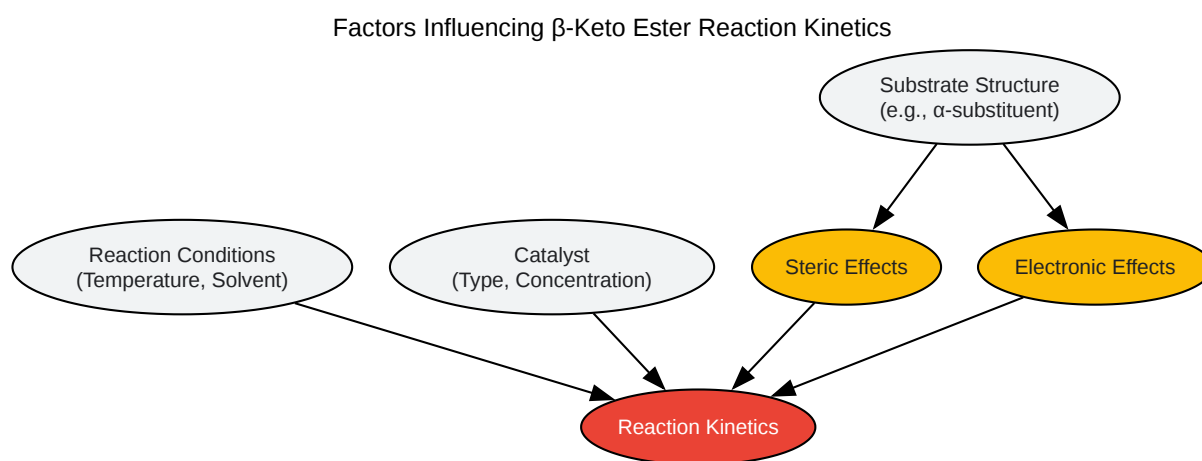 Factors Influencing β-Keto Ester Reaction Kinetics
Substrate Structure
(e.g., α-substituent)
Reaction Conditions
(Temperature, Solvent)
Catalyst
(Type, Concentration)
Steric Effects
Electronic Effects
Reaction Kinetics